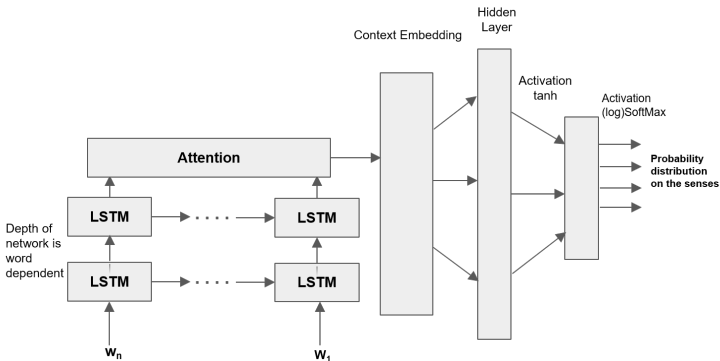 Hidden
Layer
Context Embedding
Activation
tanh
Activation
(log)SoftMax
Attention
Probability
distribution
on the senses
LSTM
. . . .
LSTM
Depth of
network is
word
dependent
LSTM
. . . .
LSTM
Wn
W1